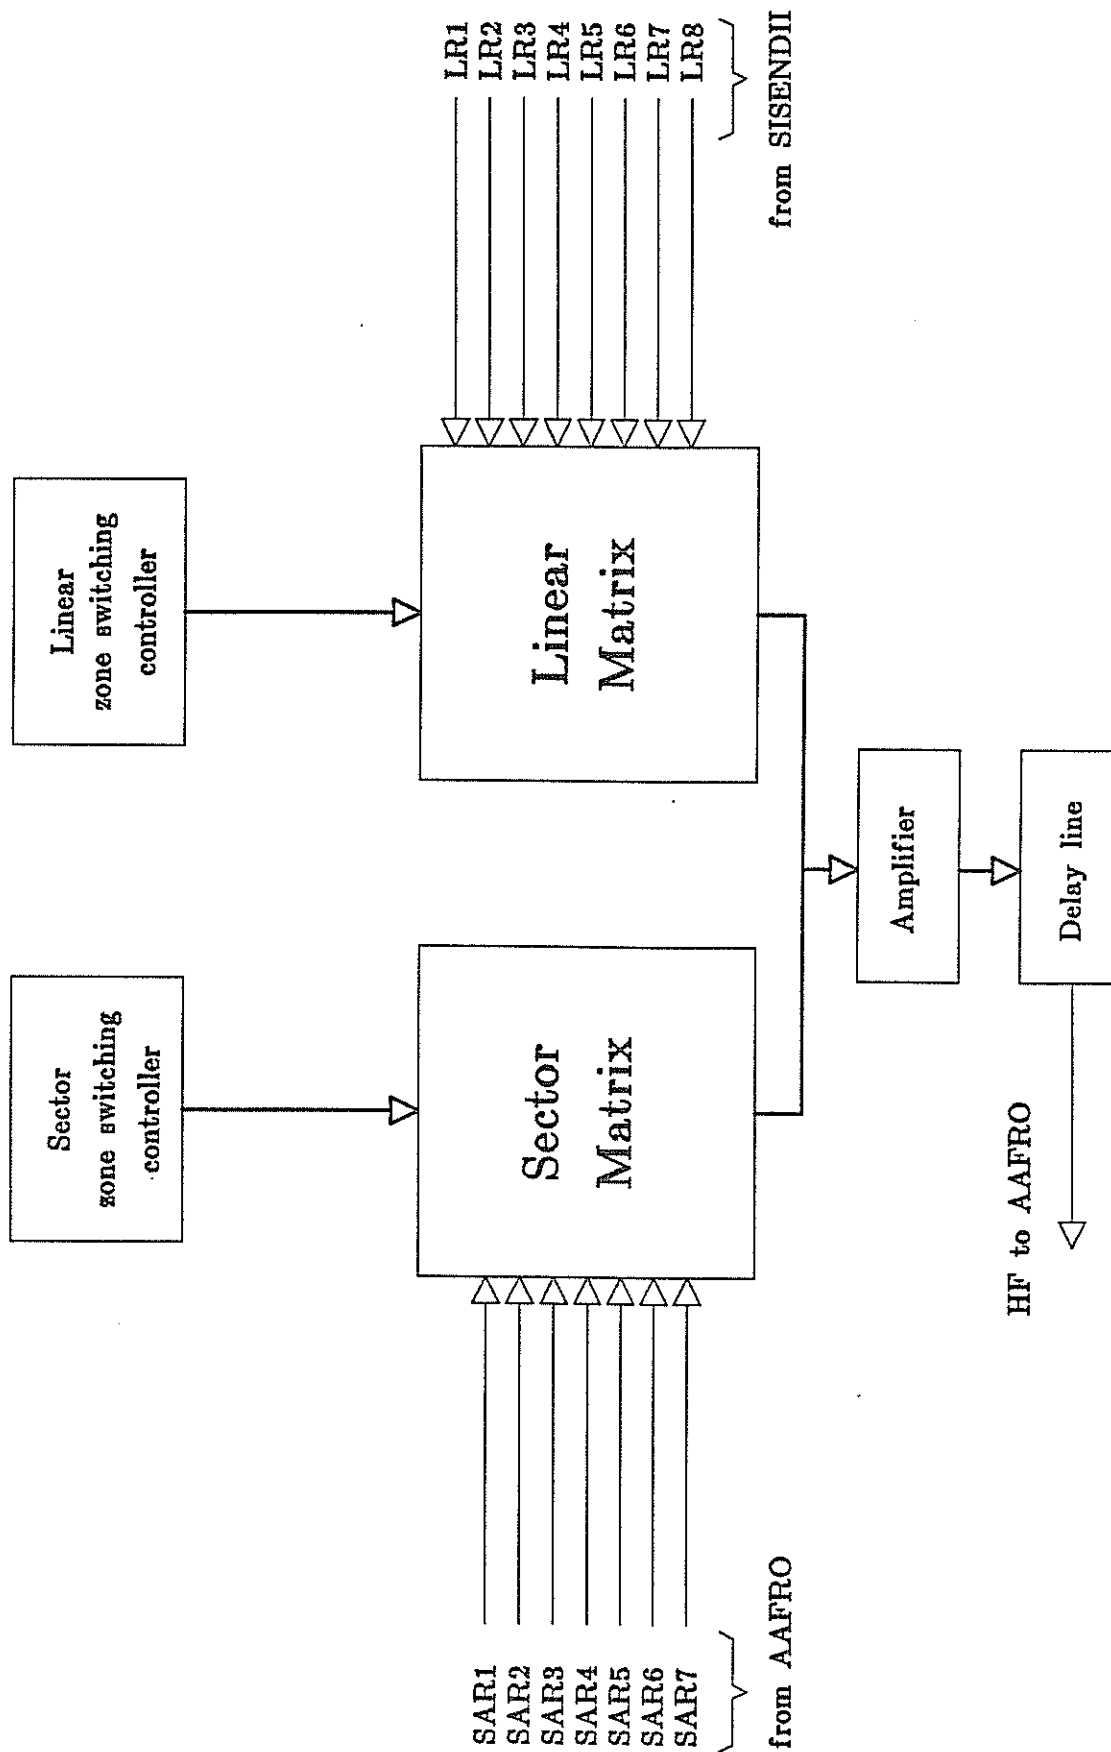 Sector
zone switching
controller
Linear
zone switching
controller
SAR1
SAR2
SAR3
SAR4
SAR5
SAR6
SAR7
from AAFRO
Sector
Matrix
Linear
Matrix
LR1
LR2
LR3
LR4
LR5
LR6
LR7
LR8
from SISENDII
Amplifier
HF to AAFRO
Delay line